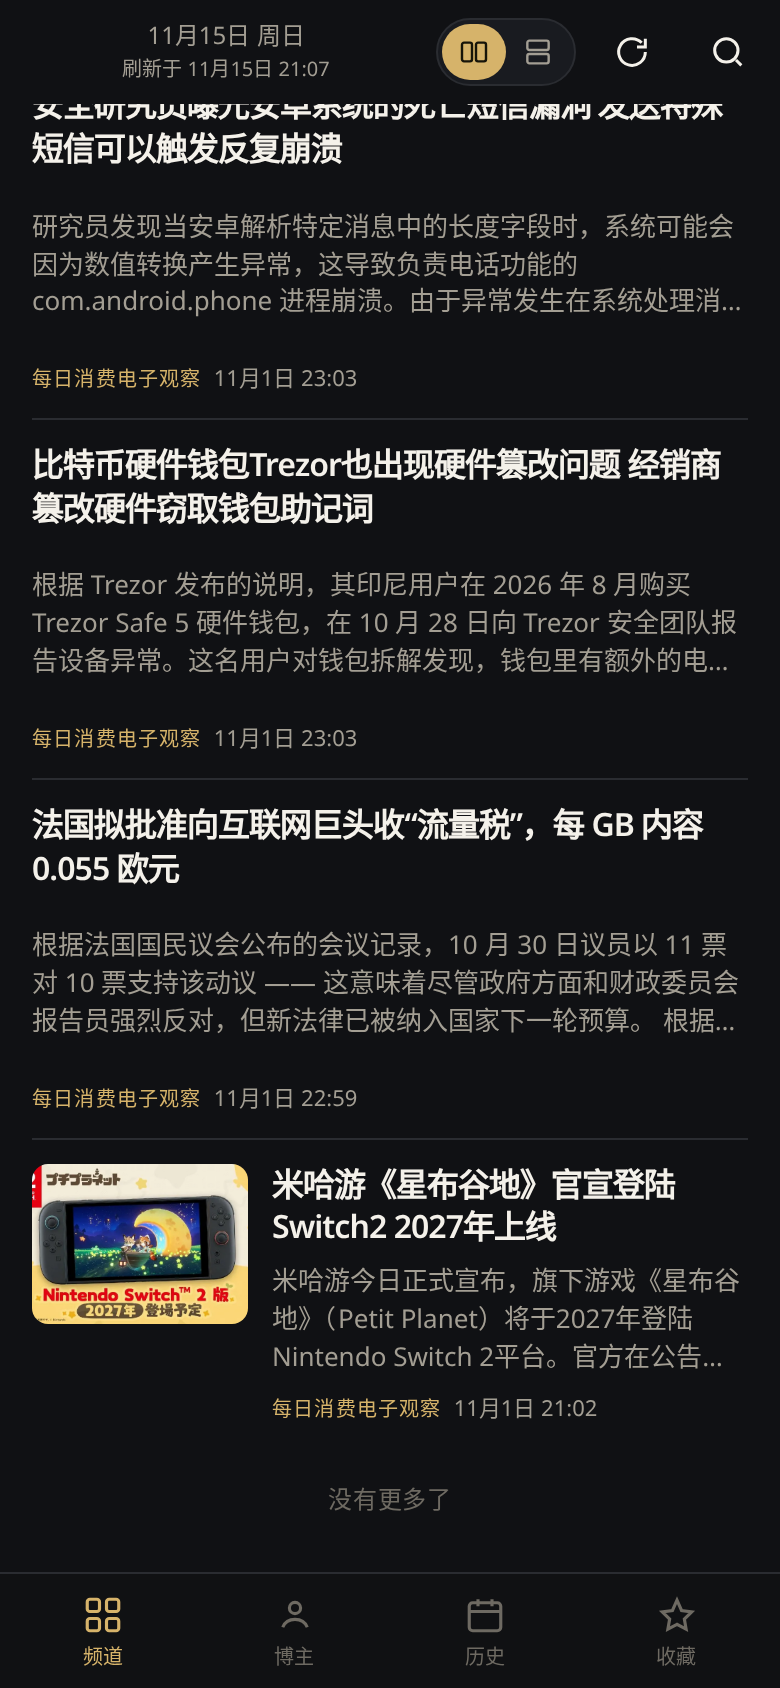 11月15日 周日
刷新于 11月15日 21:07
安全研究员曝光安卓系统的死亡短信漏洞 发送特殊
短信可以触发反复崩溃
研究员发现当安卓解析特定消息中的长度字段时，系统可能会
因为数值转换产生异常，这导致负责电话功能的
com.android.phone 进程崩溃。由于异常发生在系统处理消...
每日消费电子观察 11月1日 23:03
比特币硬件钱包Trezor也出现硬件篡改问题 经销商
篡改硬件窃取钱包助记词
根据 Trezor 发布的说明，其印尼用户在 2026 年 8 月购买
Trezor Safe 5 硬件钱包，在 10 月 28 日向 Trezor 安全团队报
告设备异常。这名用户对钱包拆解发现，钱包里有额外的电...
每日消费电子观察 11月1日 23:03
法国拟批准向互联网巨头收“流量税”，每 GB 内容
0.055 欧元
根据法国国民议会公布的会议记录，10 月 30 日议员以 11 票
对 10 票支持该动议 —— 这意味着尽管政府方面和财政委员会
报告员强烈反对，但新法律已被纳入国家下一轮预算。 根据...
每日消费电子观察 11月1日 22:59
プチプラネット
Nintendo Switch™ 2 版
2027年 登場予定
米哈游《星布谷地》官宣登陆
Switch2 2027年上线
米哈游今日正式宣布，旗下游戏《星布谷
地》（Petit Planet）将于2027年登陆
Nintendo Switch 2平台。官方在公告...
每日消费电子观察 11月1日 21:02
没有更多了
频道
博主
历史
收藏